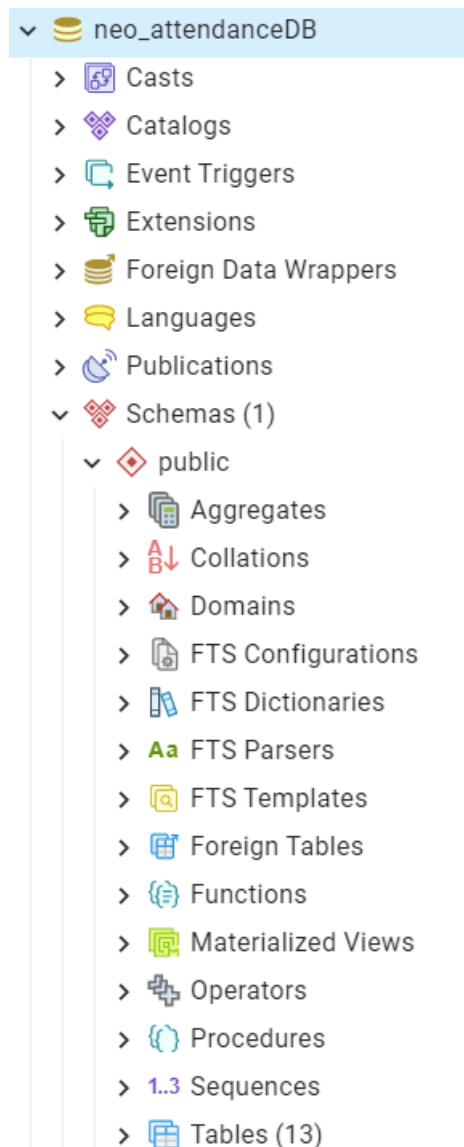 neo_attendanceDB
Casts
Catalogs
Event Triggers
Extensions
Foreign Data Wrappers
Languages
Publications
Schemas (1)
public
Aggregates
A
B Collations
Domains
FTS Configurations
FTS Dictionaries
Aa FTS Parsers
FTS Templates
Foreign Tables
Functions
Materialized Views
Operators
Procedures
1..3 Sequences
Tables (13)